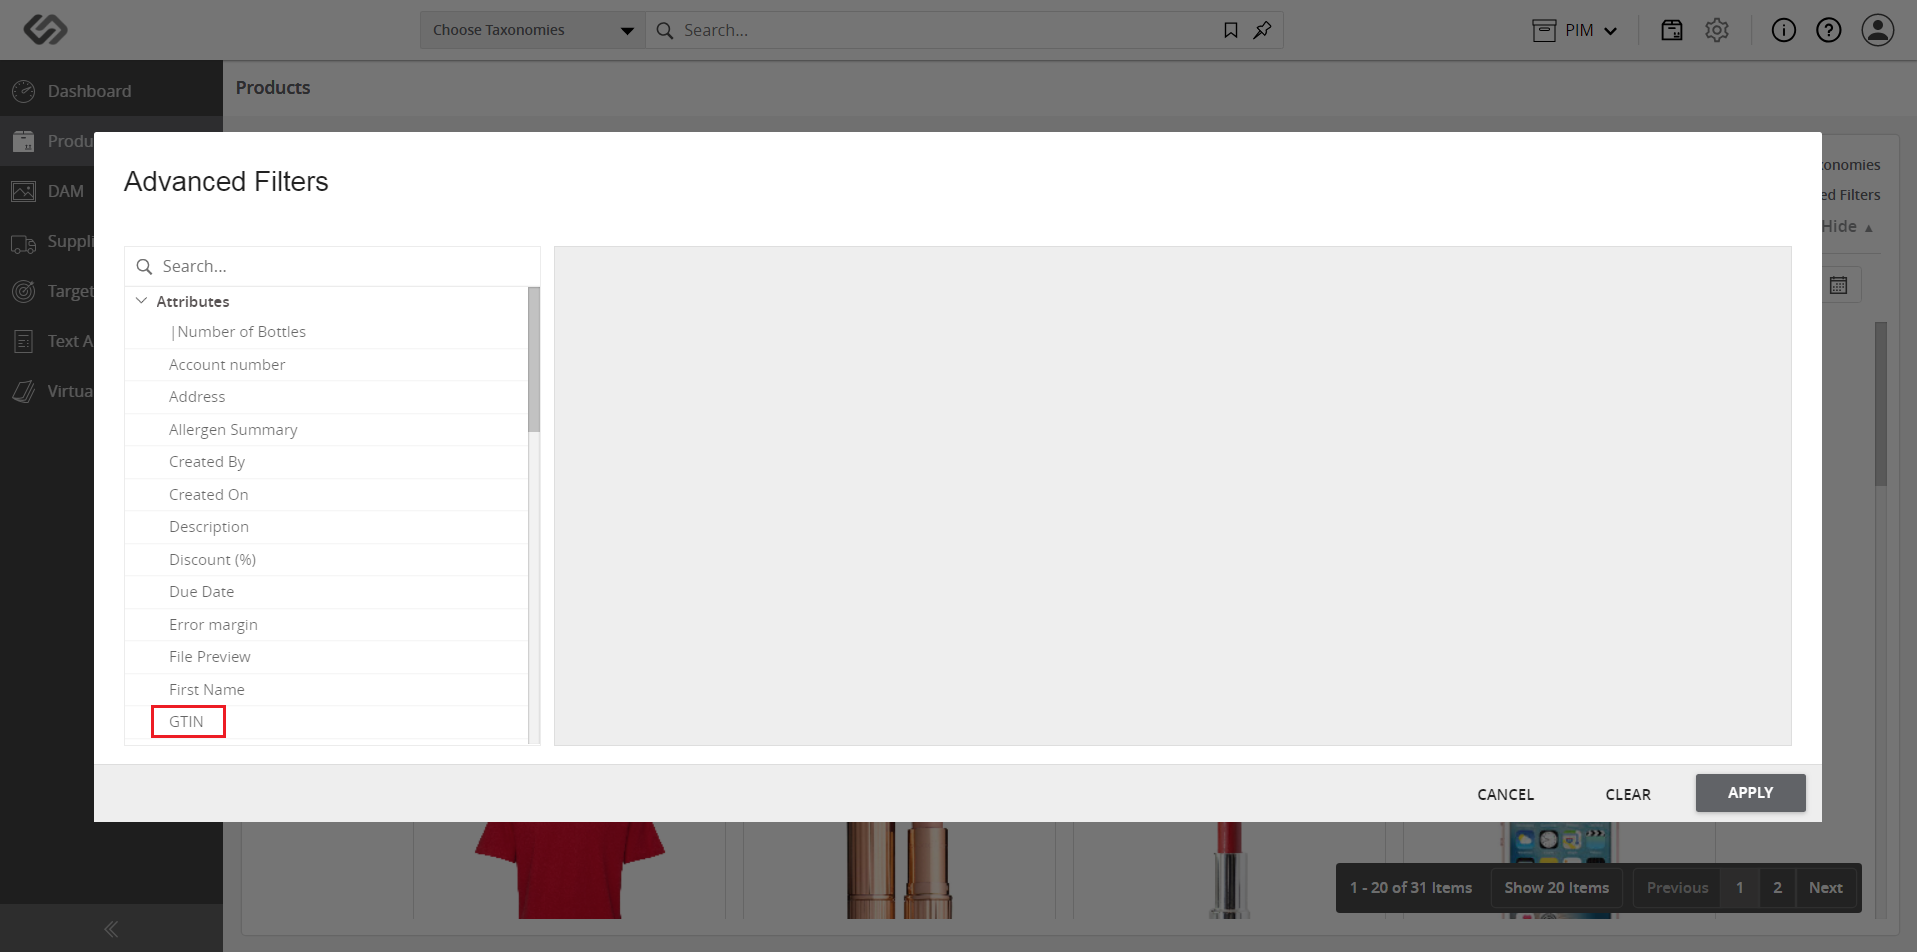 Choose Taxonomies
Search...
PIM
Dashboard
Products
Produ
DAM
Suppli
Target
Text A
Virtua
onomies
ed Filters
Hide ▲
Advanced Filters
Search...
Attributes
|Number of Bottles
Account number
Address
Allergen Summary
Created By
Created On
Description
Discount (%)
Due Date
Error margin
File Preview
First Name
GTIN
CANCEL
CLEAR
APPLY
1 - 20 of 31 Items
Show 20 Items
Previous
1
2
Next